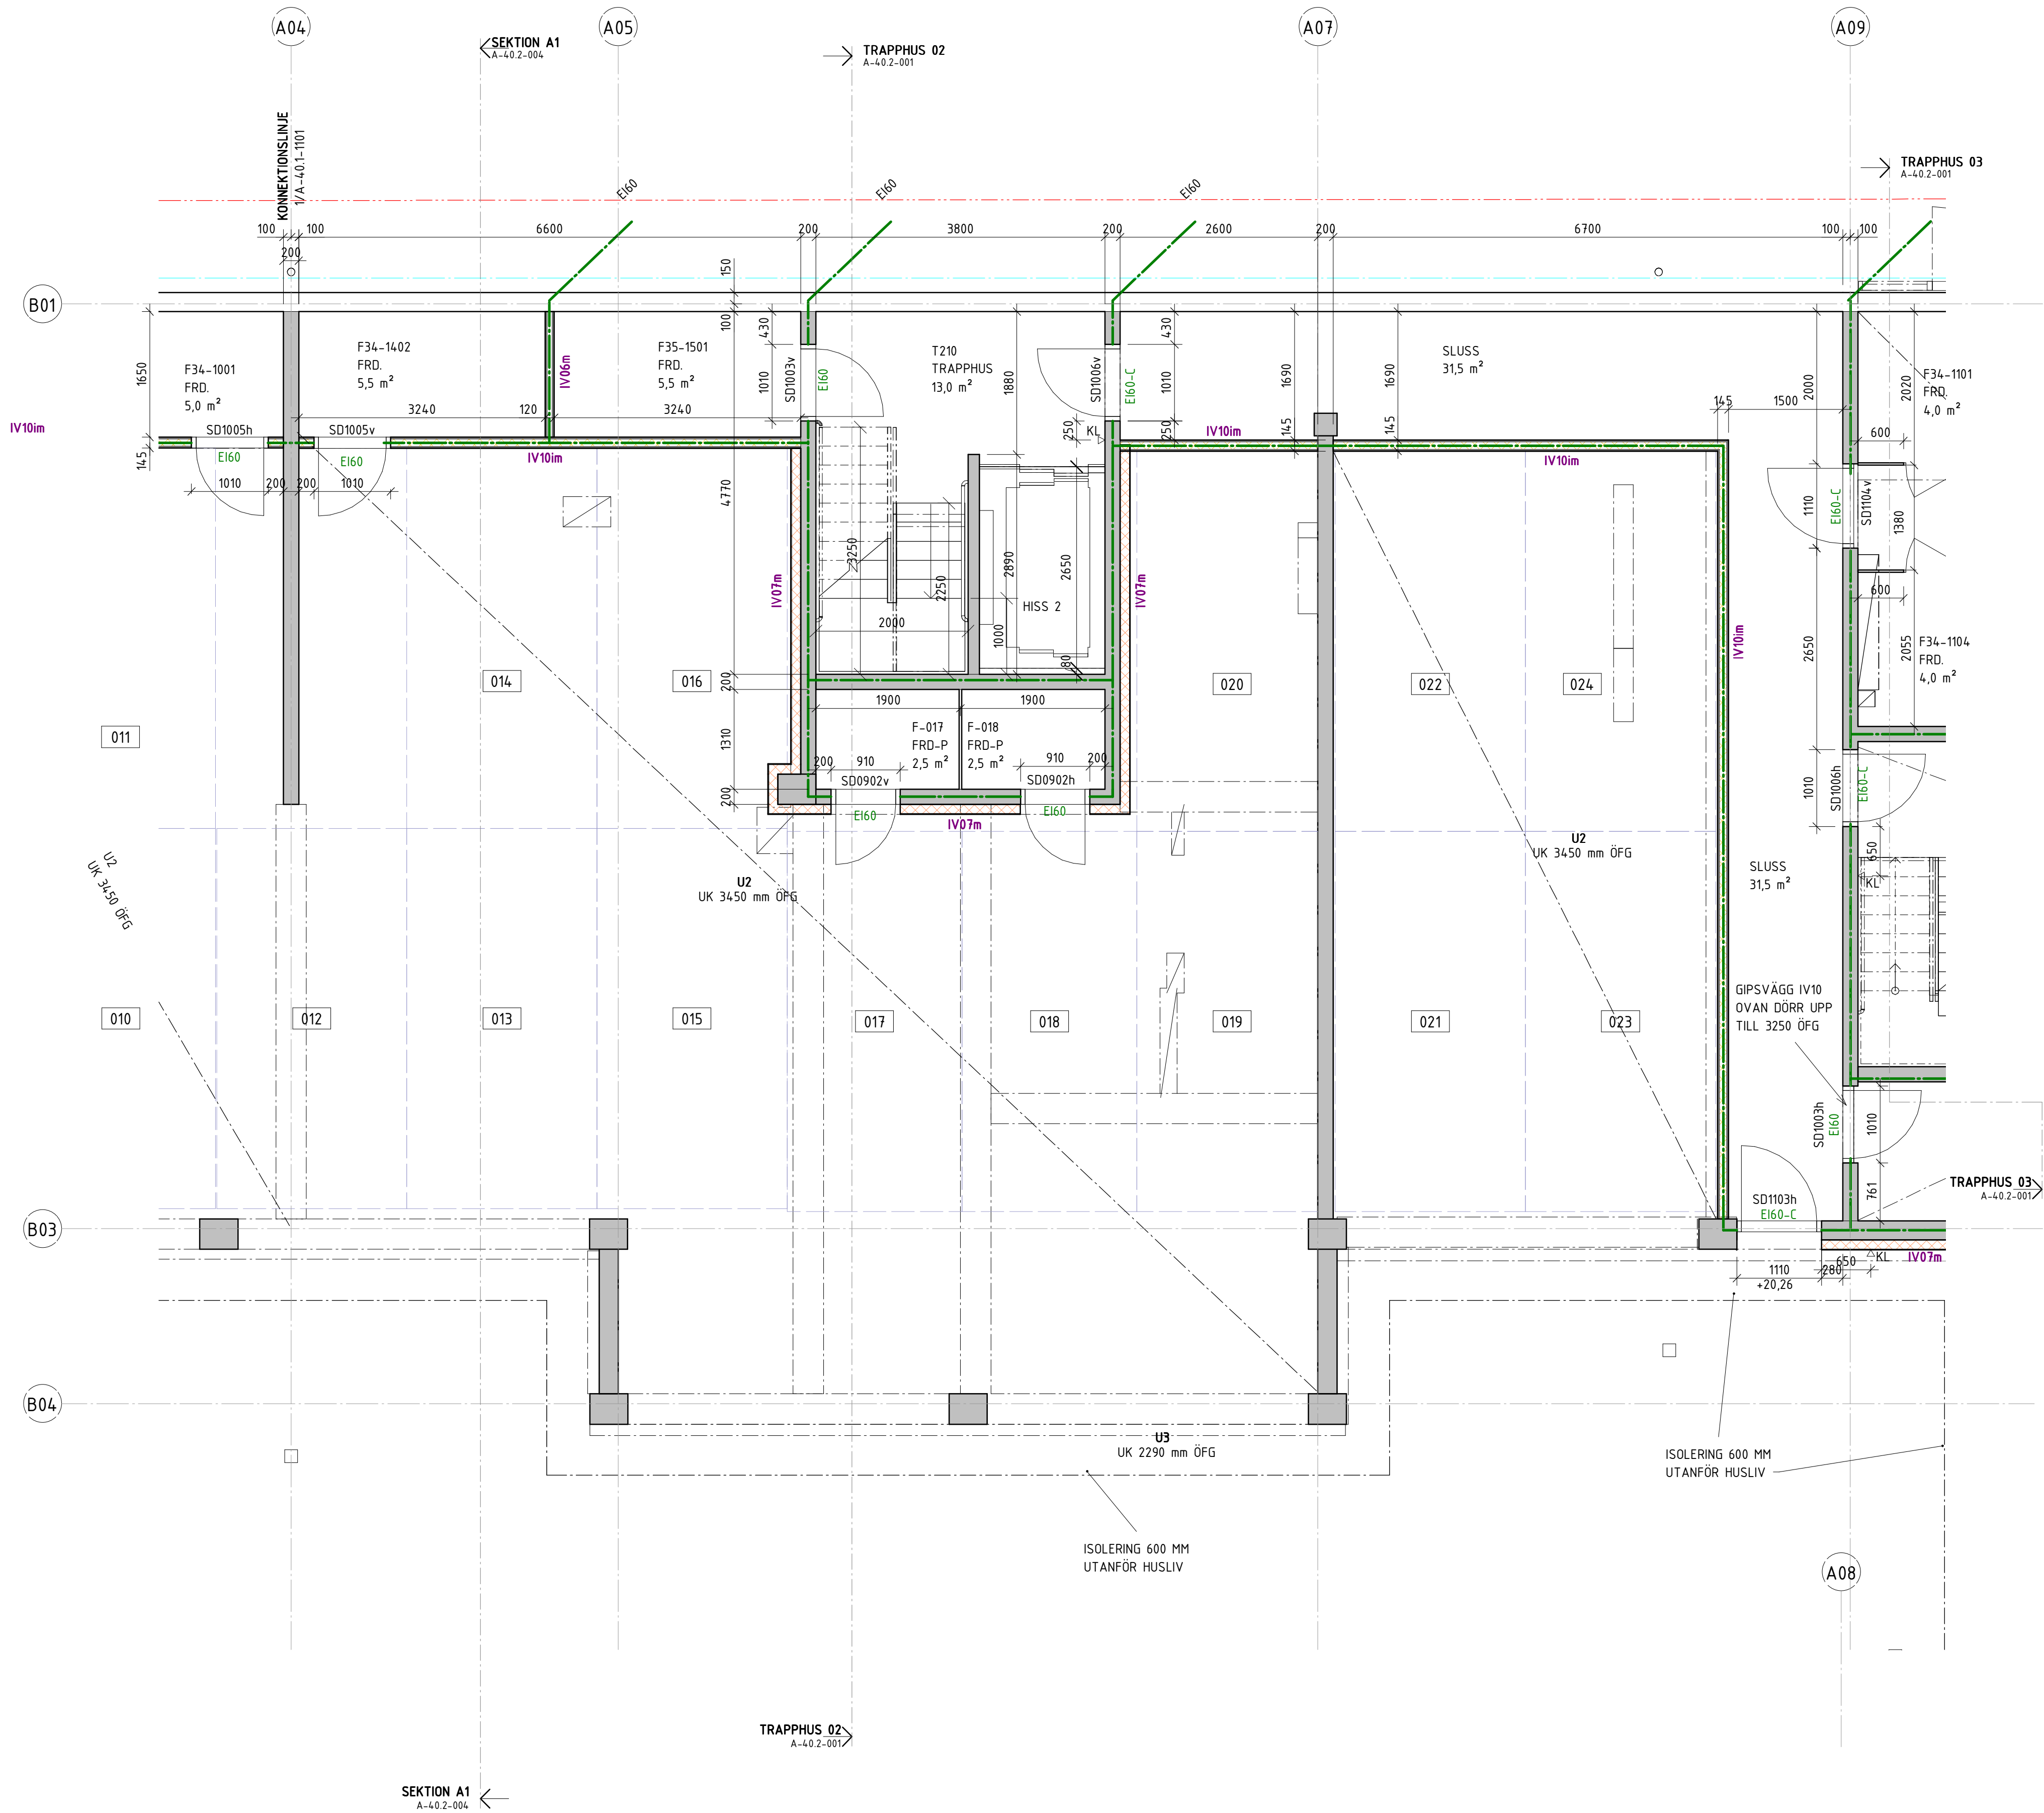 A04
A05
A07
A09
SEKTION A1
A-40.2-004
TRAPPHUS 02
A-40.2-001
KONNEKTIONSLINJE
1/A-40.1-1101
TRAPPHUS 03
A-40.2-001
EI60
EI60
EI60
100
100
6600
200
3800
200
2600
200
6700
100
100
200
150
B01
100
430
430
1650
F34-1001
FRD.
5,0 m²
F34-1402
FRD.
5,5 m²
IV06m
F35-1501
FRD.
5,5 m²
1010
SD1003v
EI60
T210
TRAPPHUS
13,0 m²
1880
SD1006v
EI60-C
1010
1690
1690
SLUSS
31,5 m²
2000
2020
F34-1101
FRD.
4,0 m²
3240
120
3240
145
1500
IV10im
SD1005h
SD1005v
250
KL
250
IV10im
145
145
600
145
EI60
EI60
IV10im
IV10im
1010
200
200
1010
4770
1110
EI60-C
SD1104v
1380
3250
2250
2890
2650
IV07m
IV07m
HISS 2
600
2000
1000
80
IV10im
2650
2055
F34-1104
FRD.
4,0 m²
014
016
020
022
024
200
1900
1900
011
1310
F-017
FRD-P
2,5 m²
F-018
FRD-P
2,5 m²
200
910
910
200
SD0902v
SD0902h
200
EI60
EI60
IV07m
1010
SD1006h
EI60-C
U2
UK 3450 mm ÖFG
U2
UK 3450 ÖFG
U2
UK 3450 mm ÖFG
SLUSS
31,5 m²
650
KL
GIPSVÄGG IV10
OVAN DÖRR UPP
TILL 3250 ÖFG
010
012
013
015
017
018
019
021
023
SD1003h
EI60
1010
TRAPPHUS 03
A-40.2-001
761
SD1103h
EI60-C
B03
650
KL
IV07m
1110
280
+20,26
B04
U3
UK 2290 mm ÖFG
ISOLERING 600 MM
UTANFÖR HUSLIV
ISOLERING 600 MM
UTANFÖR HUSLIV
A08
TRAPPHUS 02
A-40.2-001
SEKTION A1
A-40.2-004